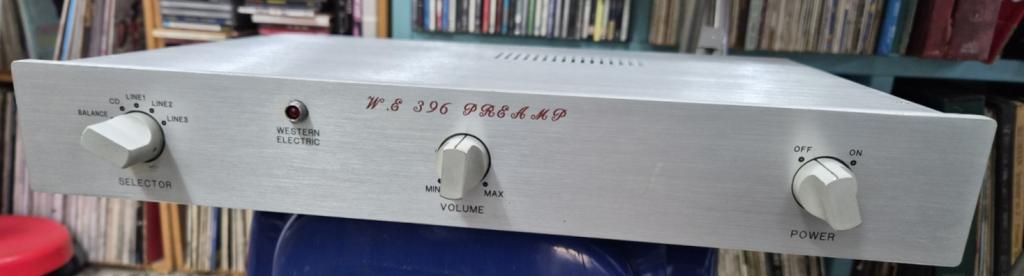 W.E 396 PREAMP
BALANCE
CD
LINE1
LINE2
LINE3
SELECTOR
WESTERN
ELECTRIC
MIN
MAX
VOLUME
OFF
ON
POWER